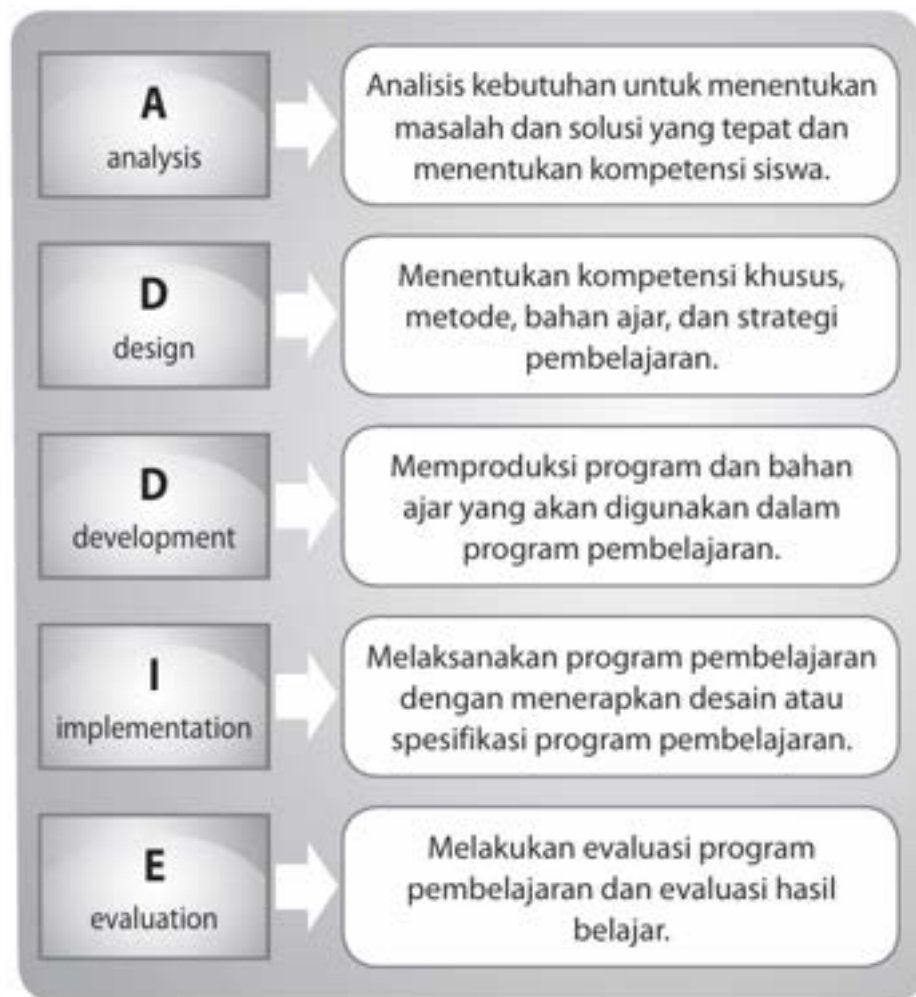 A
analysis
Analisis kebutuhan untuk menentukan
masalah dan solusi yang tepat dan
menentukan kompetensi siswa.
D
design
Menentukan kompetensi khusus,
metode, bahan ajar, dan strategi
pembelajaran.
D
development
Memproduksi program dan bahan
ajar yang akan digunakan dalam
program pembelajaran.
I
implementation
Melaksanakan program pembelajaran
dengan menerapkan desain atau
spesifikasi program pembelajaran.
E
evaluation
Melakukan evaluasi program
pembelajaran dan evaluasi hasil
belajar.